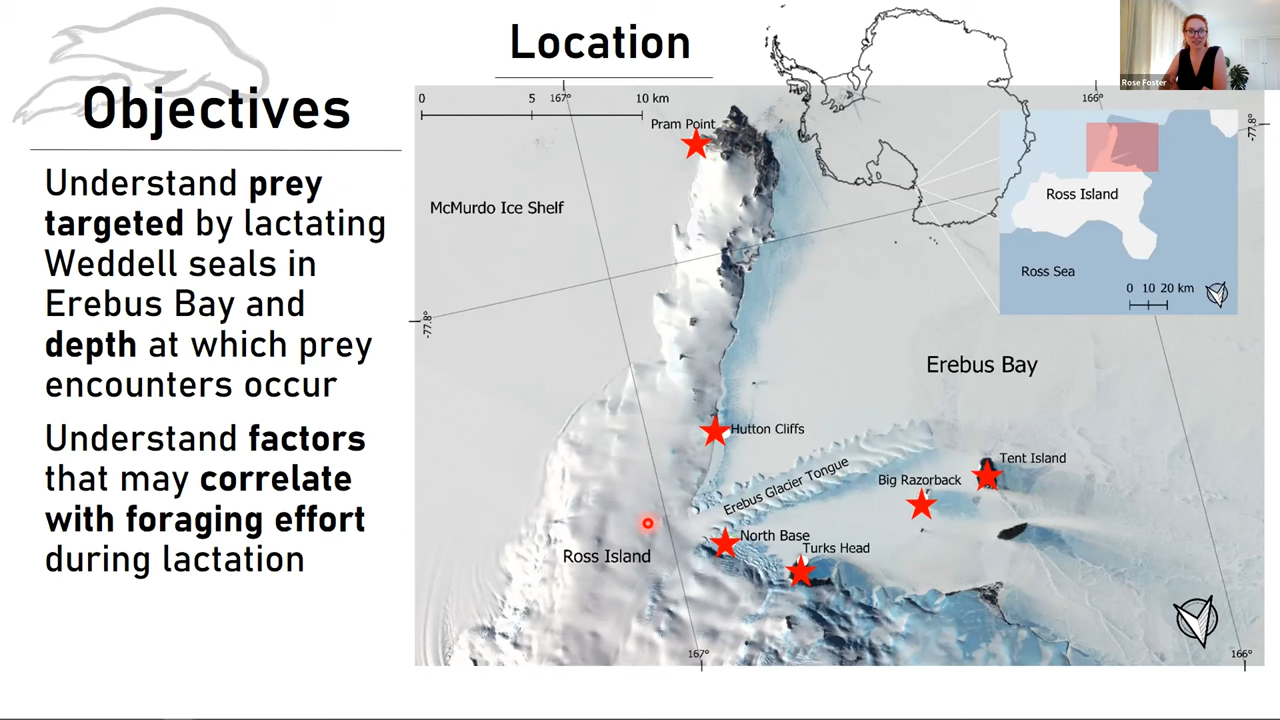 Location
Rose Foster
Objectives
Understand prey
targeted by lactating
Weddell seals in
Erebus Bay and
depth at which prey
encounters occur
Understand factors
that may correlate
with foraging effort
during lactation
0 5 10 km
167°
166°
-77.8°
Pram Point
McMurdo Ice Shelf
Ross Island
Ross Sea
0 10 20 km
-77.8°
Erebus Bay
Hutton Cliffs
Erebus Glacier Tongue
Tent Island
Big Razorback
North Base
Turks Head
Ross Island
167°
166°